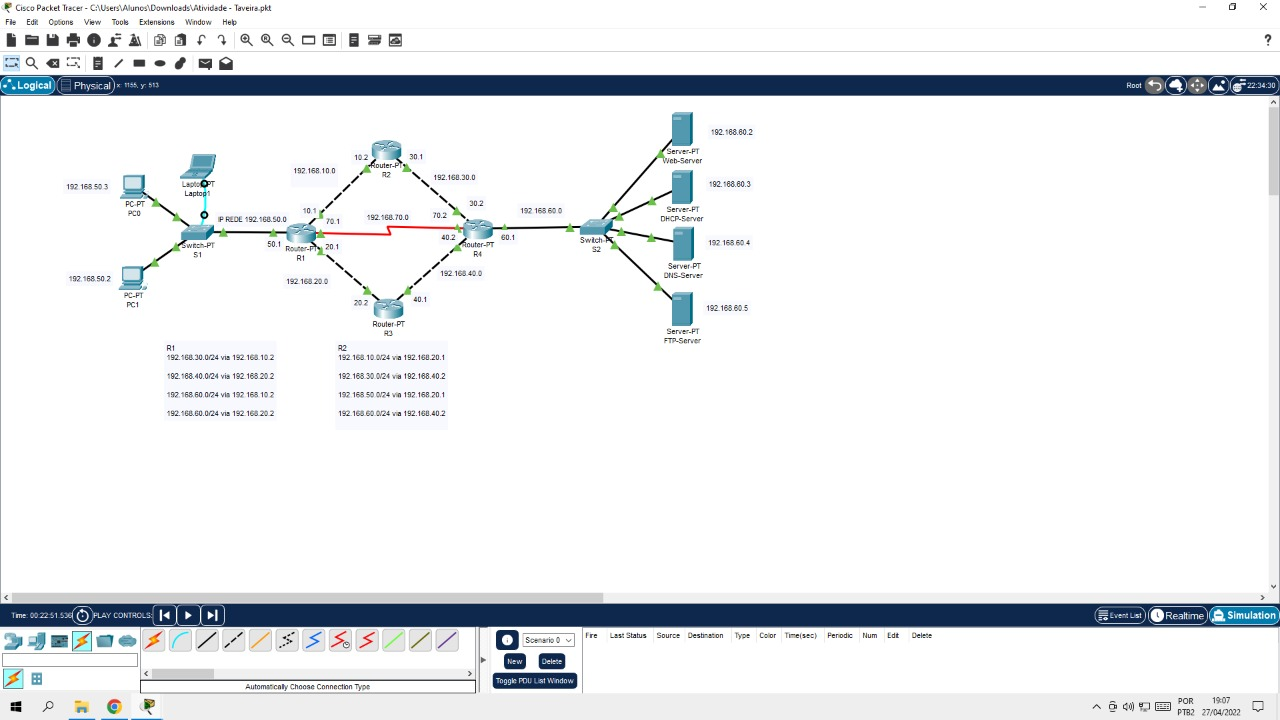 Cisco Packet Tracer - C:\Users\Alunos\Downloads\Atividade - Taveira.pkt
File Edit Options View Tools Extensions Window Help
Logical Physical x: 1155, y: 513 Root 22:34:30
192.168.50.3
PC-PT
PC0
Laptop-PT
Laptop1
192.168.10.0
10.2
Router-PT
R2
30.1
192.168.30.0
IP REDE 192.168.50.0
Switch-PT
S1
50.1
10.1
70.1
Router-PT
R1
20.1
192.168.70.0
30.2
70.2
40.2
Router-PT
R4
60.1
192.168.60.0
Switch-PT
S2
192.168.50.2
PC-PT
PC1
192.168.20.0
20.2
40.1
192.168.40.0
Router-PT
R3
192.168.60.2
Server-PT
Web-Server
192.168.60.3
Server-PT
DHCP-Server
192.168.60.4
Server-PT
DNS-Server
192.168.60.5
Server-PT
FTP-Server
R1
192.168.30.0/24 via 192.168.10.2
192.168.40.0/24 via 192.168.20.2
192.168.60.0/24 via 192.168.10.2
192.168.60.0/24 via 192.168.20.2
R2
192.168.10.0/24 via 192.168.20.1
192.168.30.0/24 via 192.168.40.2
192.168.50.0/24 via 192.168.20.1
192.168.60.0/24 via 192.168.40.2
Time: 00:22:51.536 PLAY CONTROLS: Event List Realtime Simulation
Scenario 0
New Delete
Toggle PDU List Window
Fire Last Status Source Destination Type Color Time(sec) Periodic Num Edit Delete
Automatically Choose Connection Type
POR
PTB2
19:07
27/04/2022